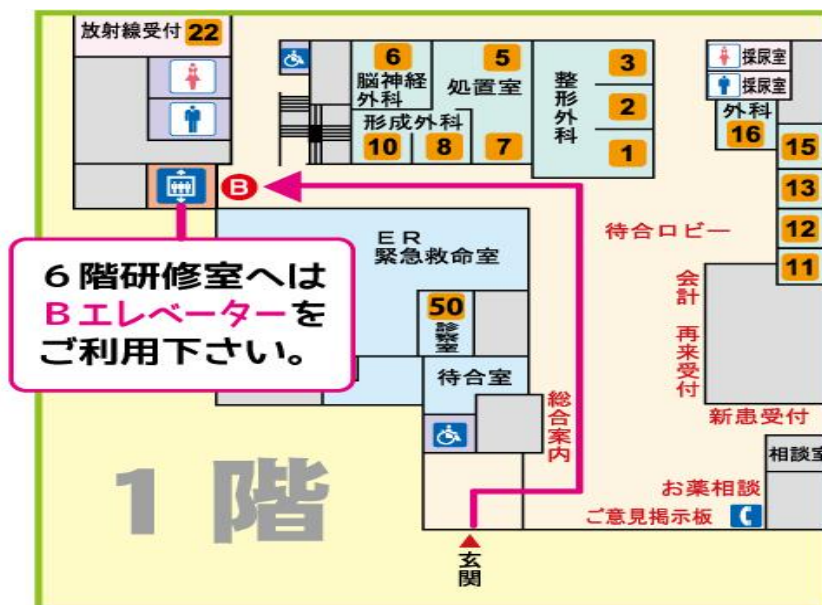 放射線受付 22
6
脳神経
外科
5
処置室
形成外科
10
8
7
整形外科
3
2
1
採尿室
採尿室
外科
16
15
13
12
11
B
ER
緊急救命室
待合ロビー
6階研修室へは
Bエレベーターを
ご利用下さい。
50
診察室
待合室
会計
再来受付
新患受付
総合案内
相談室
お薬相談
ご意見掲示板
1階
玄関